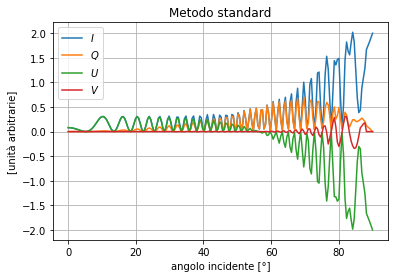 Metodo standard
I
Q
U
V
2.0
1.5
1.0
0.5
0.0
−0.5
−1.0
−1.5
−2.0
[unità arbitrarie]
0 20 40 60 80
angolo incidente [°]